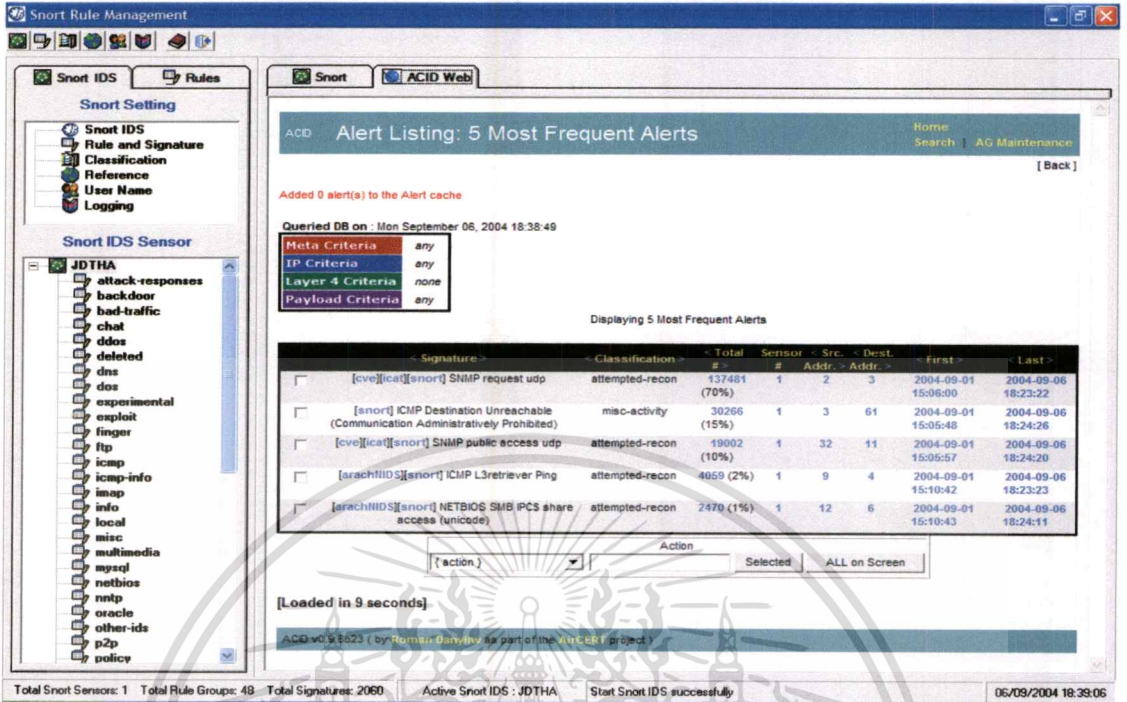 Snort Rule Management
Snort IDS
Rules
Snort Setting
Snort IDS
Rule and Signature
Classification
Reference
User Name
Logging
Snort IDS Sensor
JDTHA
attack-responses
backdoor
bad-traffic
chat
ddos
deleted
dns
dos
experimental
exploit
finger
ftp
icmp
icmp-info
imap
info
local
misc
multimedia
mysql
netbios
nntp
oracle
other-ids
p2p
policy
Snort
ACID Web
ACID Alert Listing: 5 Most Frequent Alerts
Home
Search | AG Maintenance
[ Back ]
Added 0 alert(s) to the Alert cache
Queried DB on : Mon September 06, 2004 18:38:49
Meta Criteria any
IP Criteria any
Layer 4 Criteria none
Payload Criteria any
Displaying 5 Most Frequent Alerts
< Signature > < Classification > < Total # > Sensor # < Src. Addr. > < Dest. Addr. > < First > < Last >
[cve][icat][snort] SNMP request udp attempted-recon 137481 (70%) 1 2 3 2004-09-01 15:06:00 2004-09-06 18:23:22
[snort] ICMP Destination Unreachable (Communication Administratively Prohibited) misc-activity 30266 (15%) 1 3 61 2004-09-01 15:05:48 2004-09-06 18:24:26
[cve][icat][snort] SNMP public access udp attempted-recon 19002 (10%) 1 32 11 2004-09-01 15:05:57 2004-09-06 18:24:20
[arachNIDS][snort] ICMP L3retriever Ping attempted-recon 4059 (2%) 1 9 4 2004-09-01 15:10:42 2004-09-06 18:23:23
[arachNIDS][snort] NETBIOS SMB IPC$ share access (unicode) attempted-recon 2470 (1%) 1 12 6 2004-09-01 15:10:43 2004-09-06 18:24:11
Action
{ action } Selected ALL on Screen
[Loaded in 9 seconds]
ACID v0.9.6b23 ( by Roman Danyliw as part of the AirCERT project )
Total Snort Sensors: 1 Total Rule Groups: 48 Total Signatures: 2060 Active Snort IDS : JDTHA Start Snort IDS successfully 06/09/2004 18:39:06